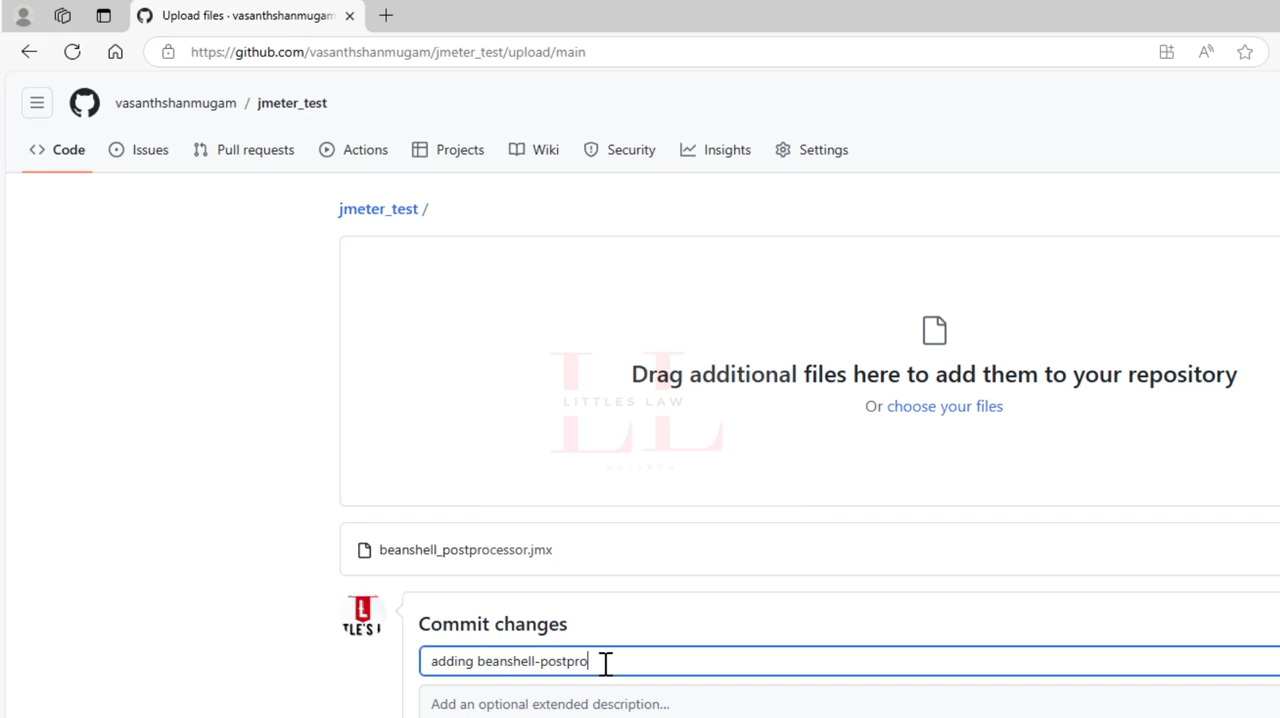 Upload files · vasanthshanmugam
https://github.com/vasanthshanmugam/jmeter_test/upload/main
vasanthshanmugam / jmeter_test
Code Issues Pull requests Actions Projects Wiki Security Insights Settings
jmeter_test /
Drag additional files here to add them to your repository
Or choose your files
LITTLES LAW
VASANTH
beanshell_postprocessor.jmx
L
TLE'S
Commit changes
adding beanshell-postpro
Add an optional extended description...